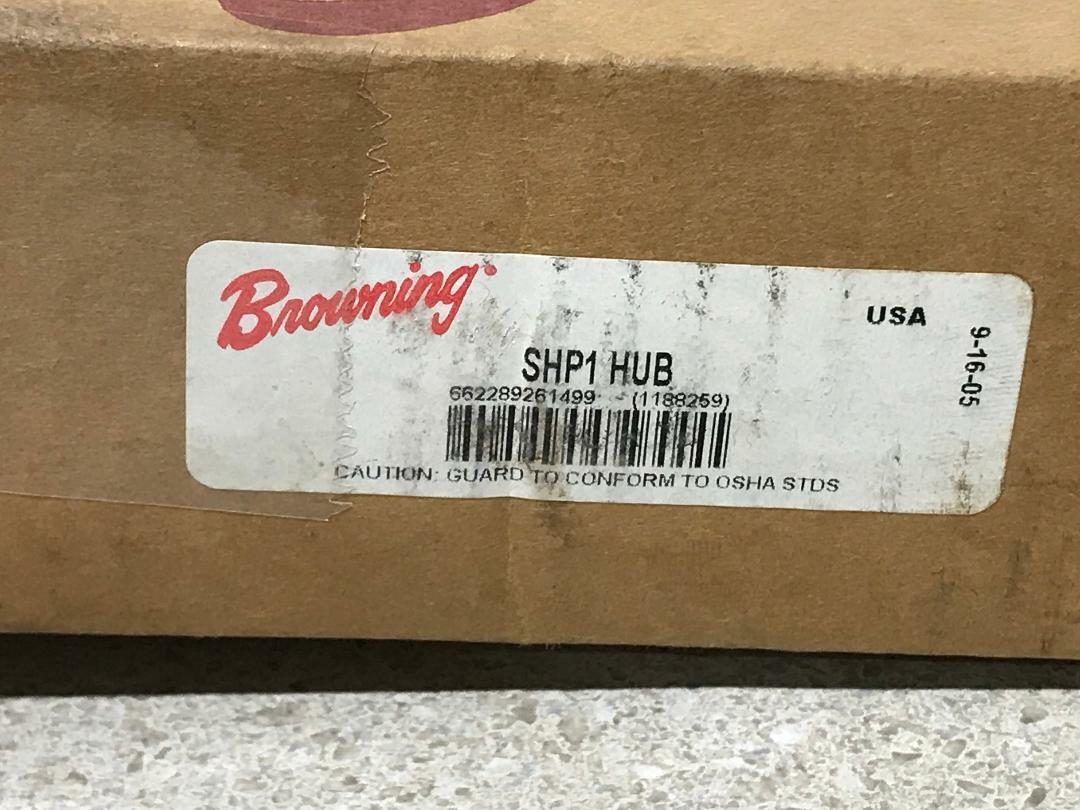 Browning
USA
9-16-05
SHP1 HUB
662289261499 (1188259)
CAUTION: GUARD TO CONFORM TO OSHA STDS